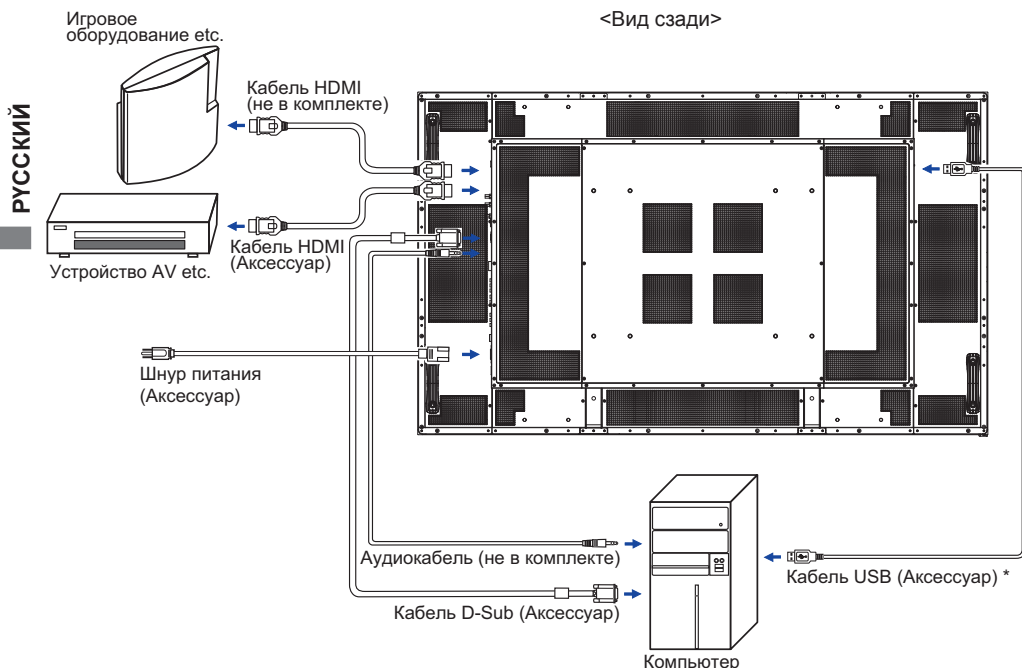 Игровое
оборудование etc.
<Вид сзади>
РУССКИЙ
Кабель HDMI
(не в комплекте)
Кабель HDMI
(Аксессуар)
Устройство AV etc.
Шнур питания
(Аксессуар)
Аудиокабель (не в комплекте)
Кабель USB (Аксессуар) *
Кабель D-Sub (Аксессуар)
Компьютер